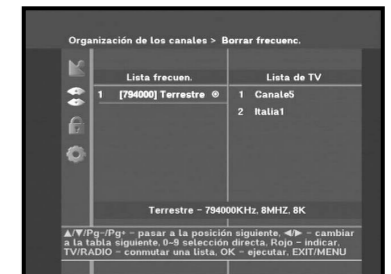 Organización de los canales > Borrar frecuenc.
Lista frecuen.
Lista de TV
1 [794000] Terrestre ⊙
1 Canale5
2 Italia1
Terrestre - 794000KHz, 8MHZ, 8K
▲/▼/Pg-/Pg+ - pasar a la posición siguiente, ◀/▶ - cambiar
a la tabla siguiente, 0-9 selección directa, Rojo - indicar,
TV/RADIO - conmutar una lista, OK - ejecutar, EXIT/MENU